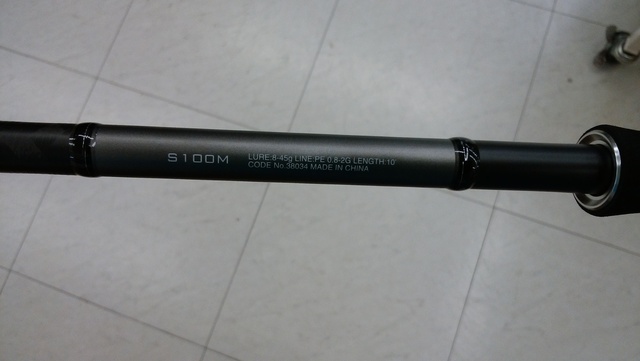 S100M
LURE:8-45g LINE:PE 0.8-2G LENGTH:10
CODE No:38034 MADE IN CHINA